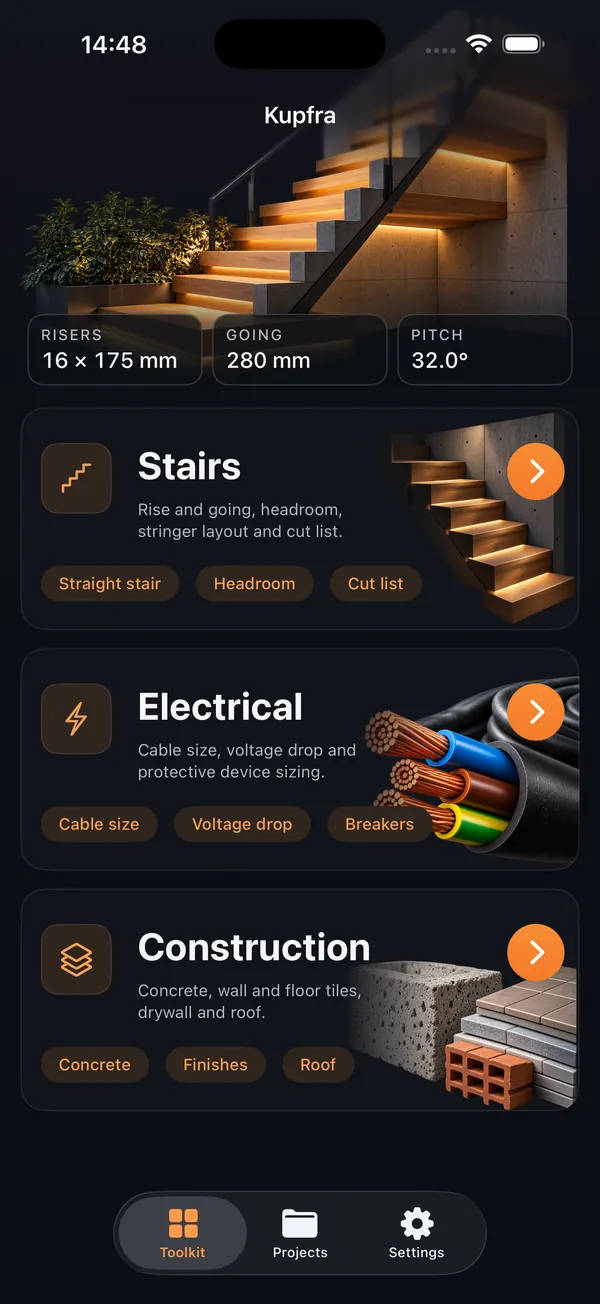 14:48
Kupfra
RISERS
16 × 175 mm
GOING
280 mm
PITCH
32.0°
Stairs
Rise and going, headroom,
stringer layout and cut list.
Straight stair
Headroom
Cut list
Electrical
Cable size, voltage drop and
protective device sizing.
Cable size
Voltage drop
Breakers
Construction
Concrete, wall and floor tiles,
drywall and roof.
Concrete
Finishes
Roof
Toolkit
Projects
Settings